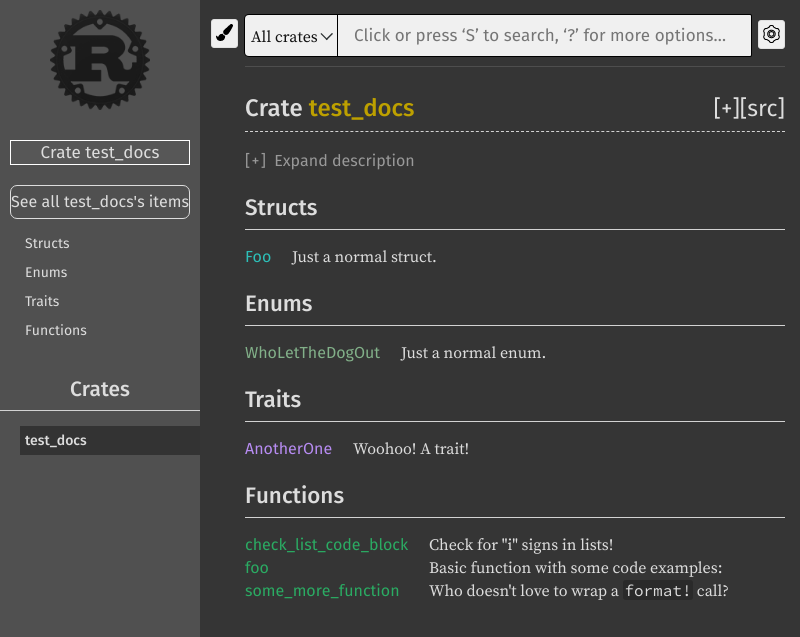 R
Crate test_docs
See all test_docs's items
Structs
Enums
Traits
Functions
Crates
test_docs
All crates
Click or press ‘S’ to search, ‘?’ for more options…
Crate test_docs [+][src]
[+] Expand description
Structs
Foo Just a normal struct.
Enums
WhoLetTheDogOut Just a normal enum.
Traits
AnotherOne Woohoo! A trait!
Functions
check_list_code_block Check for "i" signs in lists!
foo Basic function with some code examples:
some_more_function Who doesn't love to wrap a format! call?